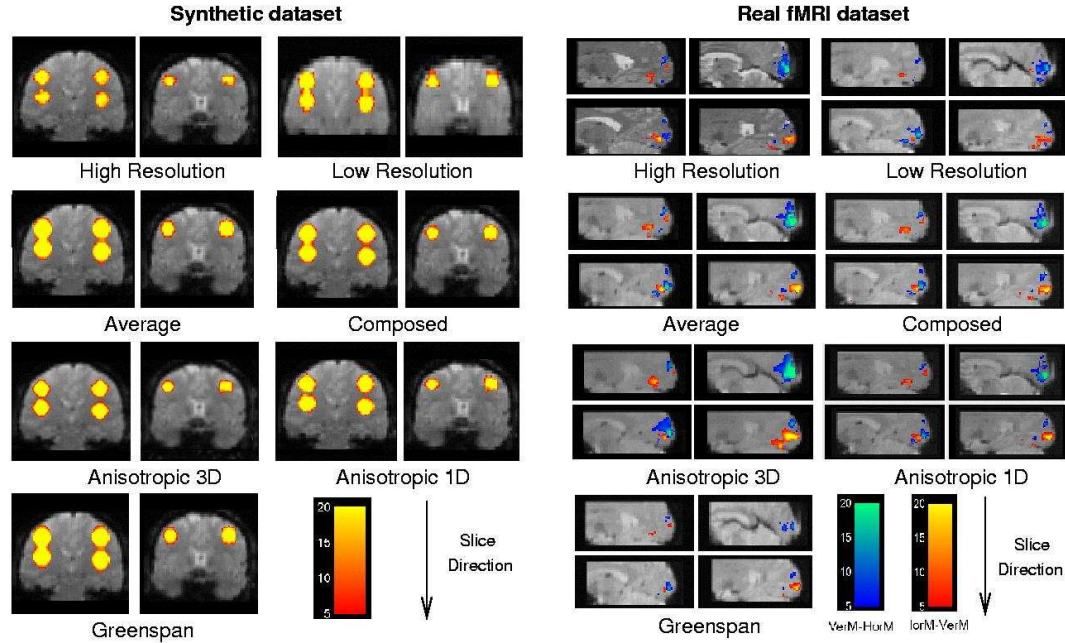 Synthetic dataset
High Resolution
Low Resolution
Average
Composed
Anisotropic 3D
Anisotropic 1D
Greenspan
20
15
10
5
Slice
Direction
Real fMRI dataset
High Resolution
Low Resolution
Average
Composed
Anisotropic 3D
Anisotropic 1D
Greenspan
20
15
10
5
VerM-HorM
20
15
10
5
IorM-VerM
Slice
Direction